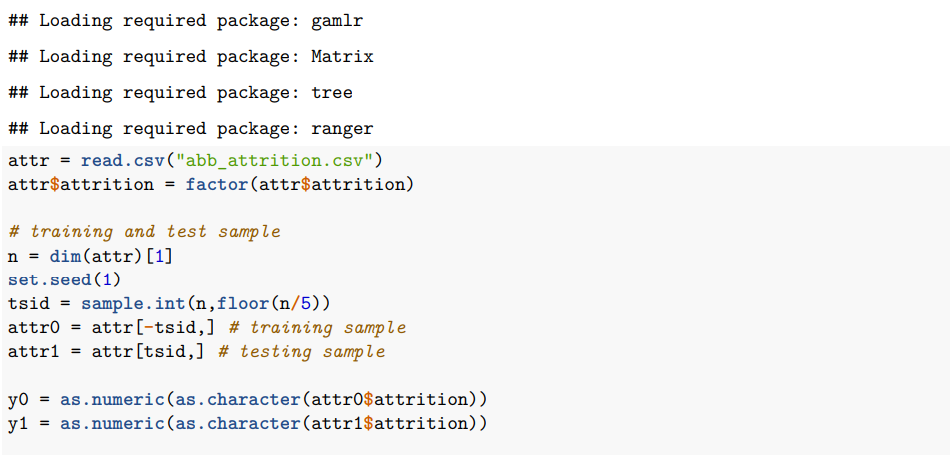 ## Loading required package: gamlr
## Loading required package: Matrix
## Loading required package: tree
## Loading required package: ranger
attr = read.csv("abb_attrition.csv")
attr$attrition = factor(attr$attrition)
# training and test sample
n = dim(attr)[1]
set.seed(1)
tsid = sample.int(n,floor(n/5))
attr0 = attr[-tsid,] # training sample
attr1 = attr[tsid,] # testing sample
y0 = as.numeric(as.character(attr0$attrition))
y1 = as.numeric(as.character(attr1$attrition))